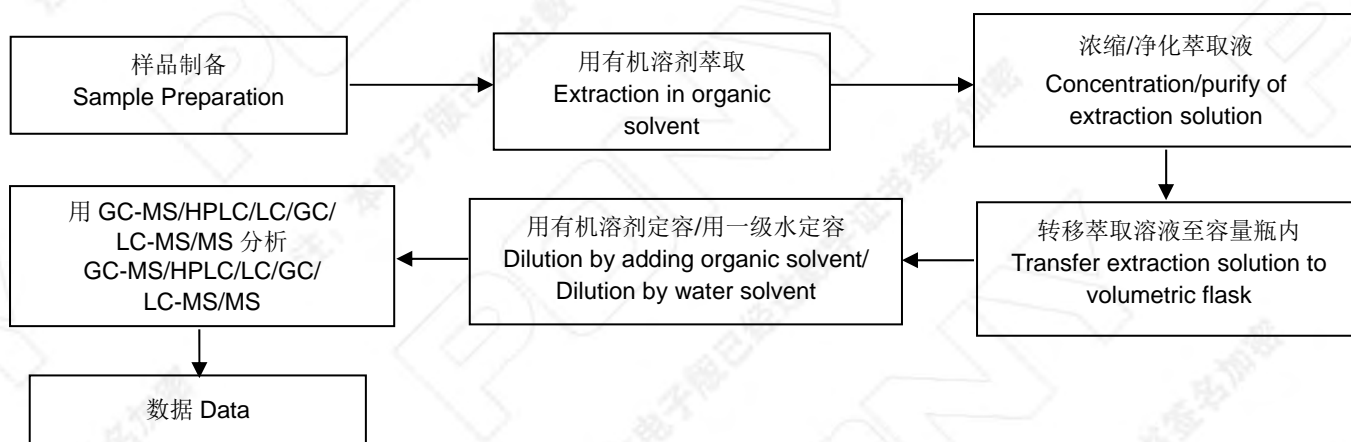 样品制备
Sample Preparation
用有机溶剂萃取
Extraction in organic
solvent
浓缩/净化萃取液
Concentration/purify of
extraction solution
转移萃取溶液至容量瓶内
Transfer extraction solution to
volumetric flask
用有机溶剂定容/用一级水定容
Dilution by adding organic solvent/
Dilution by water solvent
用 GC-MS/HPLC/LC/GC/
LC-MS/MS 分析
GC-MS/HPLC/LC/GC/
LC-MS/MS
数据 Data